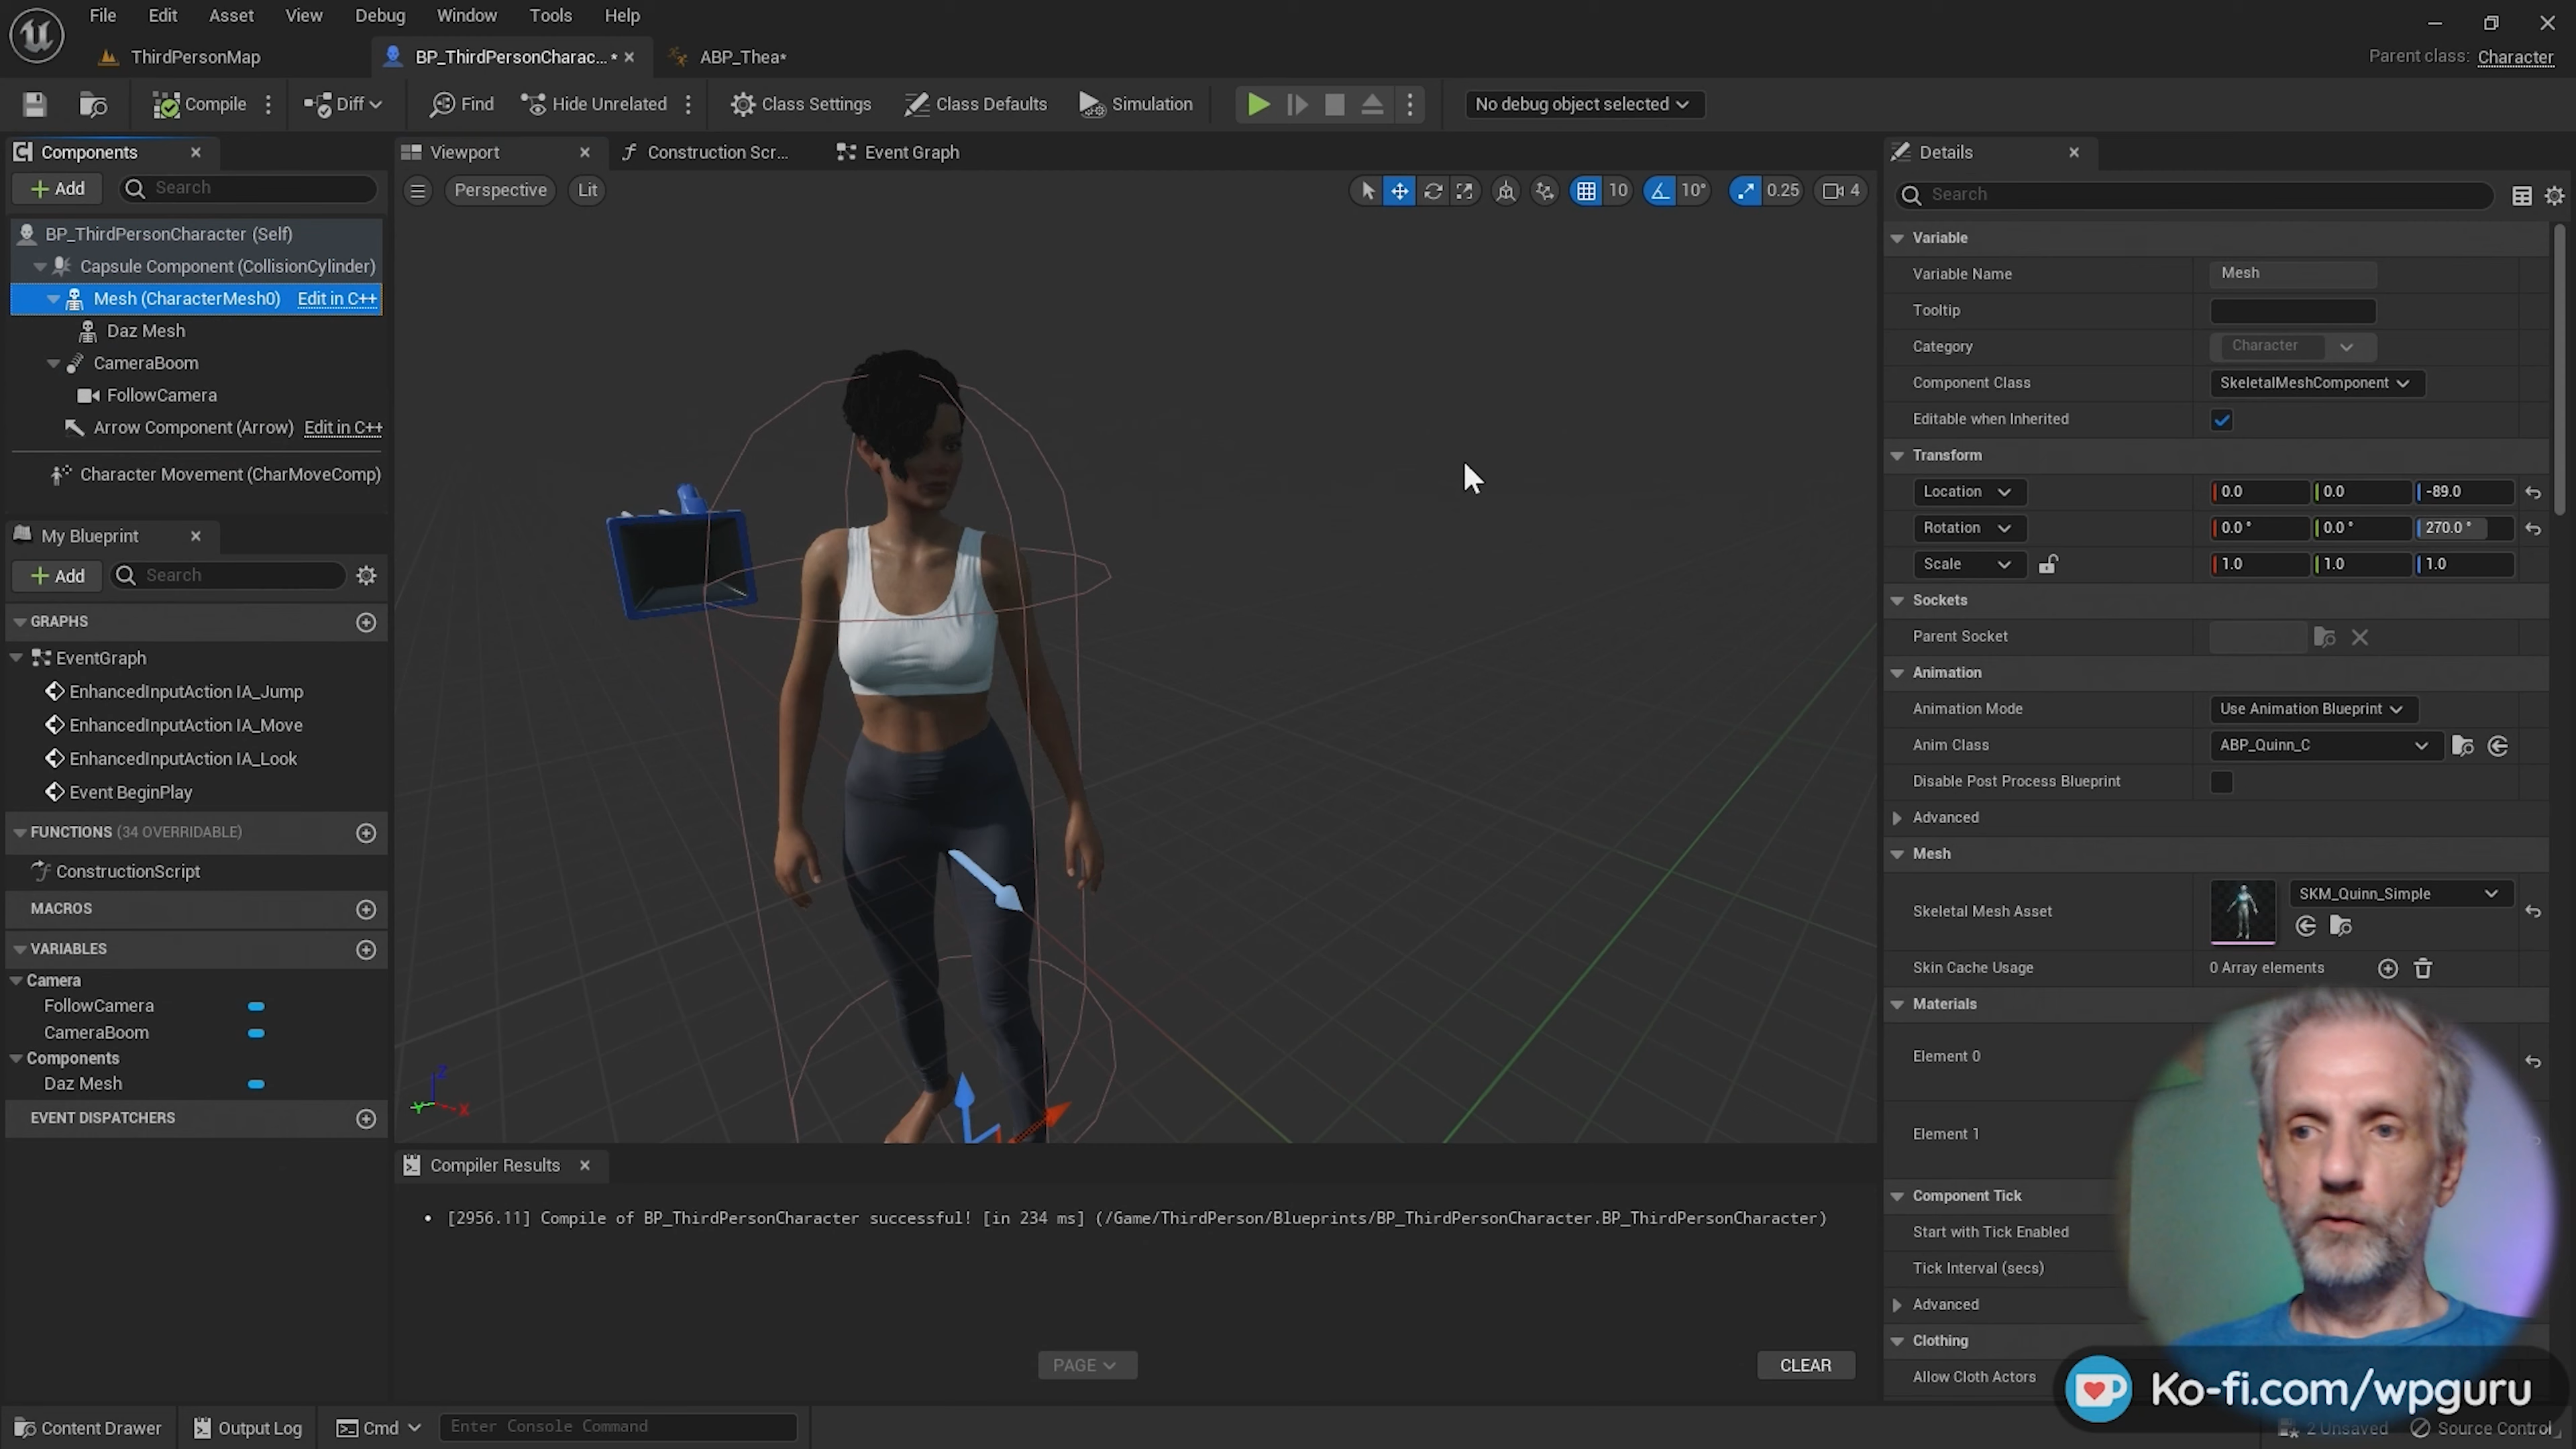 File Edit Asset View Debug Window Tools Help
ThirdPersonMap
BP_ThirdPersonCharac... *
ABP_Thea*
Parent class: Character
Compile
Diff
Find
Hide Unrelated
Class Settings
Class Defaults
Simulation
No debug object selected
Components
Add
Search
BP_ThirdPersonCharacter (Self)
Capsule Component (CollisionCylinder)
Mesh (CharacterMesh0) Edit in C++
Daz Mesh
CameraBoom
FollowCamera
Arrow Component (Arrow) Edit in C++
Character Movement (CharMoveComp)
My Blueprint
Add
Search
GRAPHS
EventGraph
EnhancedInputAction IA_Jump
EnhancedInputAction IA_Move
EnhancedInputAction IA_Look
Event BeginPlay
FUNCTIONS (34 OVERRIDABLE)
ConstructionScript
MACROS
VARIABLES
Camera
FollowCamera
CameraBoom
Components
Daz Mesh
EVENT DISPATCHERS
Viewport
Construction Scr...
Event Graph
Perspective
Lit
10
10°
0.25
4
Z
Y
X
Compiler Results
• [2956.11] Compile of BP_ThirdPersonCharacter successful! [in 234 ms] (/Game/ThirdPerson/Blueprints/BP_ThirdPersonCharacter.BP_ThirdPersonCharacter)
PAGE
CLEAR
Details
Search
Variable
Variable Name Mesh
Tooltip
Category Character
Component Class SkeletalMeshComponent
Editable when Inherited
Transform
Location 0.0 0.0 -89.0
Rotation 0.0 ° 0.0 ° 270.0 °
Scale 1.0 1.0 1.0
Sockets
Parent Socket
Animation
Animation Mode Use Animation Blueprint
Anim Class ABP_Quinn_C
Disable Post Process Blueprint
Advanced
Mesh
Skeletal Mesh Asset SKM_Quinn_Simple
Skin Cache Usage 0 Array elements
Materials
Element 0
Element 1
Component Tick
Start with Tick Enabled
Tick Interval (secs)
Advanced
Clothing
Allow Cloth Actors
Ko-fi.com/wpguru
Content Drawer
Output Log
Cmd
Enter Console Command
2 Unsaved
Source Control